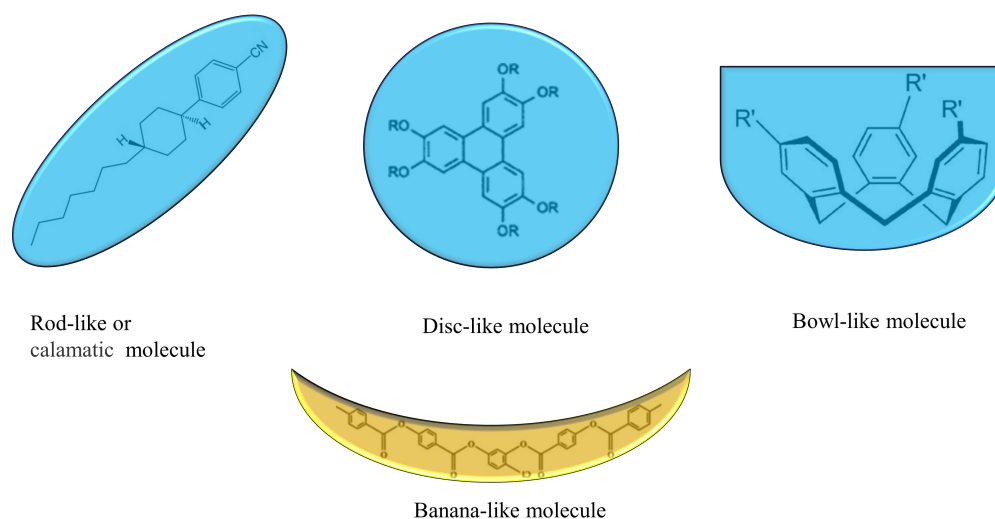 CN
H
H
OR
OR
RO
RO
OR
OR
R'
R'
R'
Rod-like or
calamatic molecule
Disc-like molecule
Bowl-like molecule
O
O
O
O
O
O
O
O
Banana-like molecule